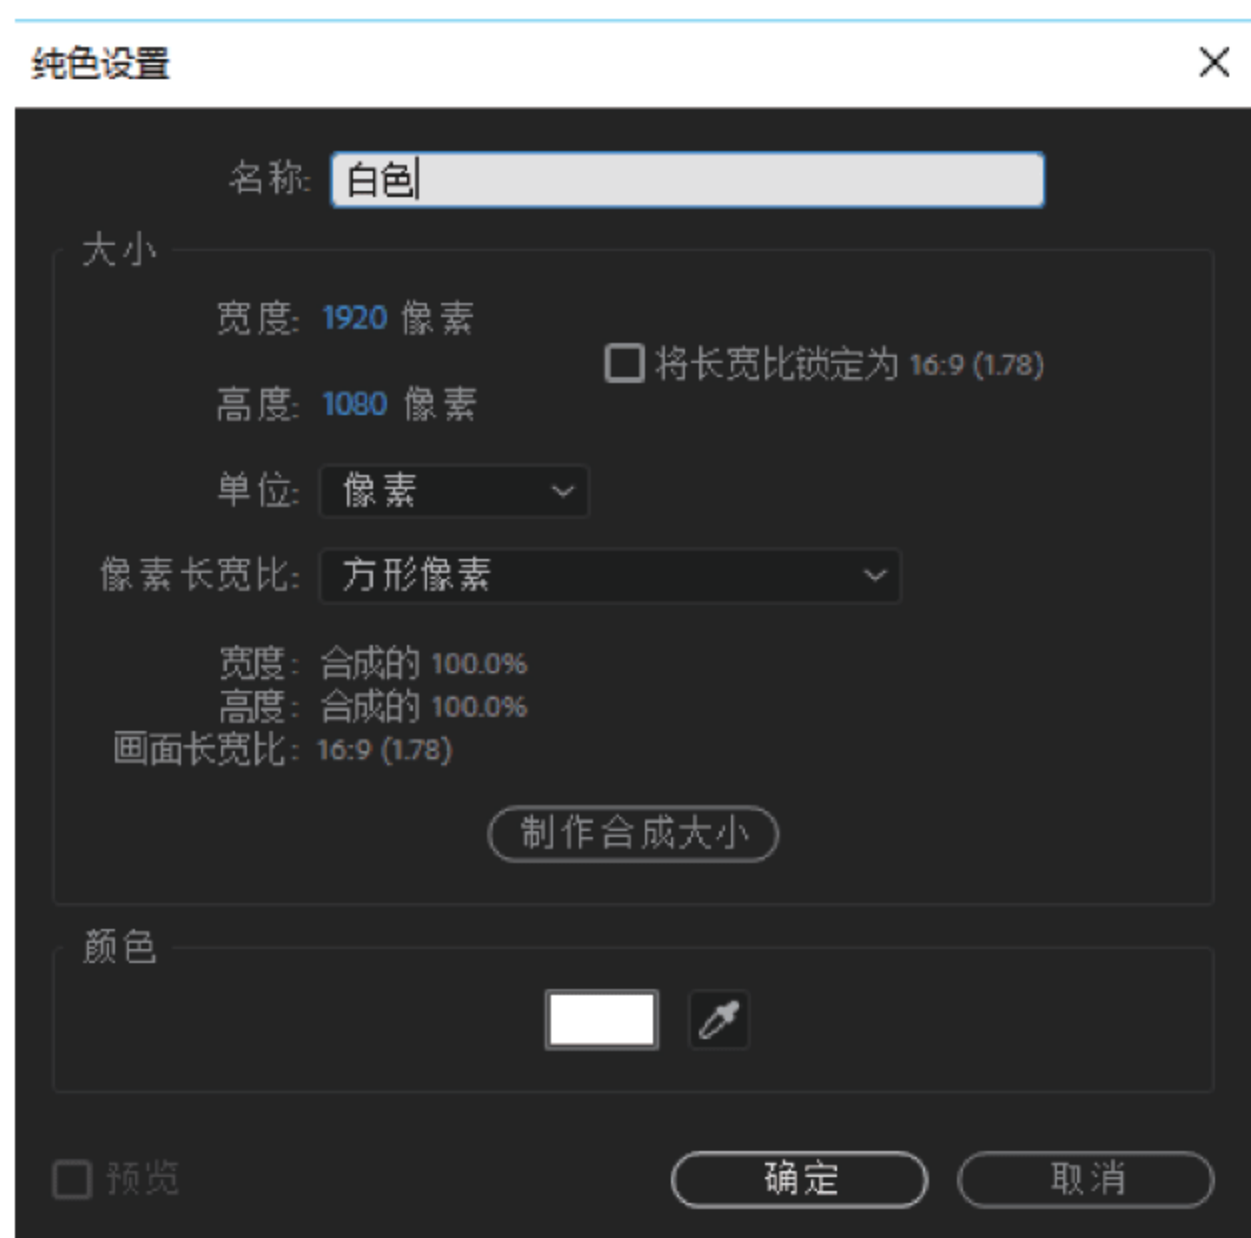 纯色设置
名称: 白色
大小
宽度: 1920 像素
将长宽比锁定为 16:9 (1.78)
高度: 1080 像素
单位: 像素
像素长宽比: 方形像素
宽度: 合成的 100.0%
高度: 合成的 100.0%
画面长宽比: 16:9 (1.78)
制作合成大小
颜色
预览 确定 取消